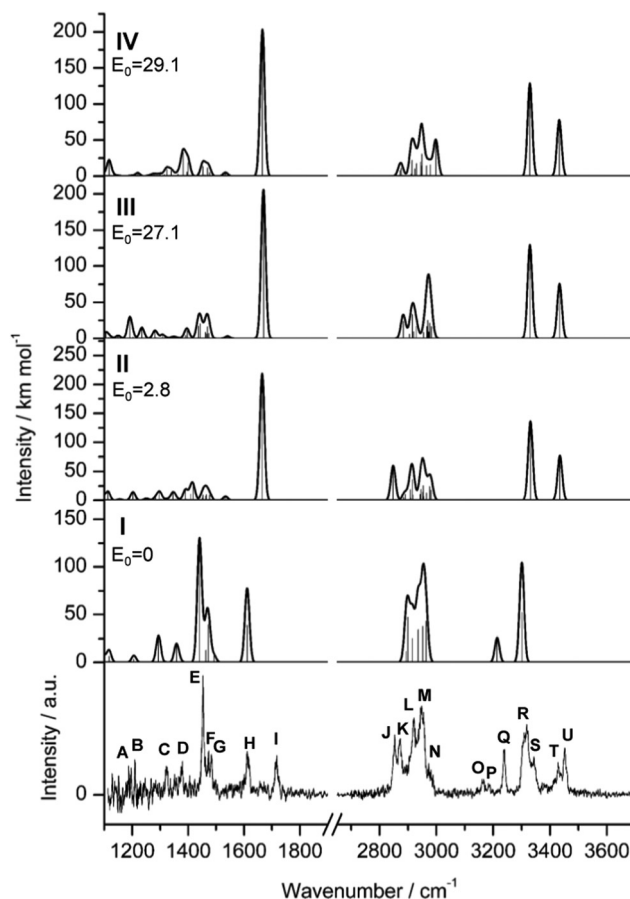 IV
E0=29.1
200
150
100
50
0
III
E0=27.1
200
150
100
50
0
II
E0=2.8
250
200
150
100
50
0
I
E0=0
150
100
50
0
0
Intensity / km mol-1
Intensity / a.u.
A B C D E F G H I J K L M N O P Q R S T U
1200 1400 1600 1800 2800 3000 3200 3400 3600
Wavenumber / cm-1